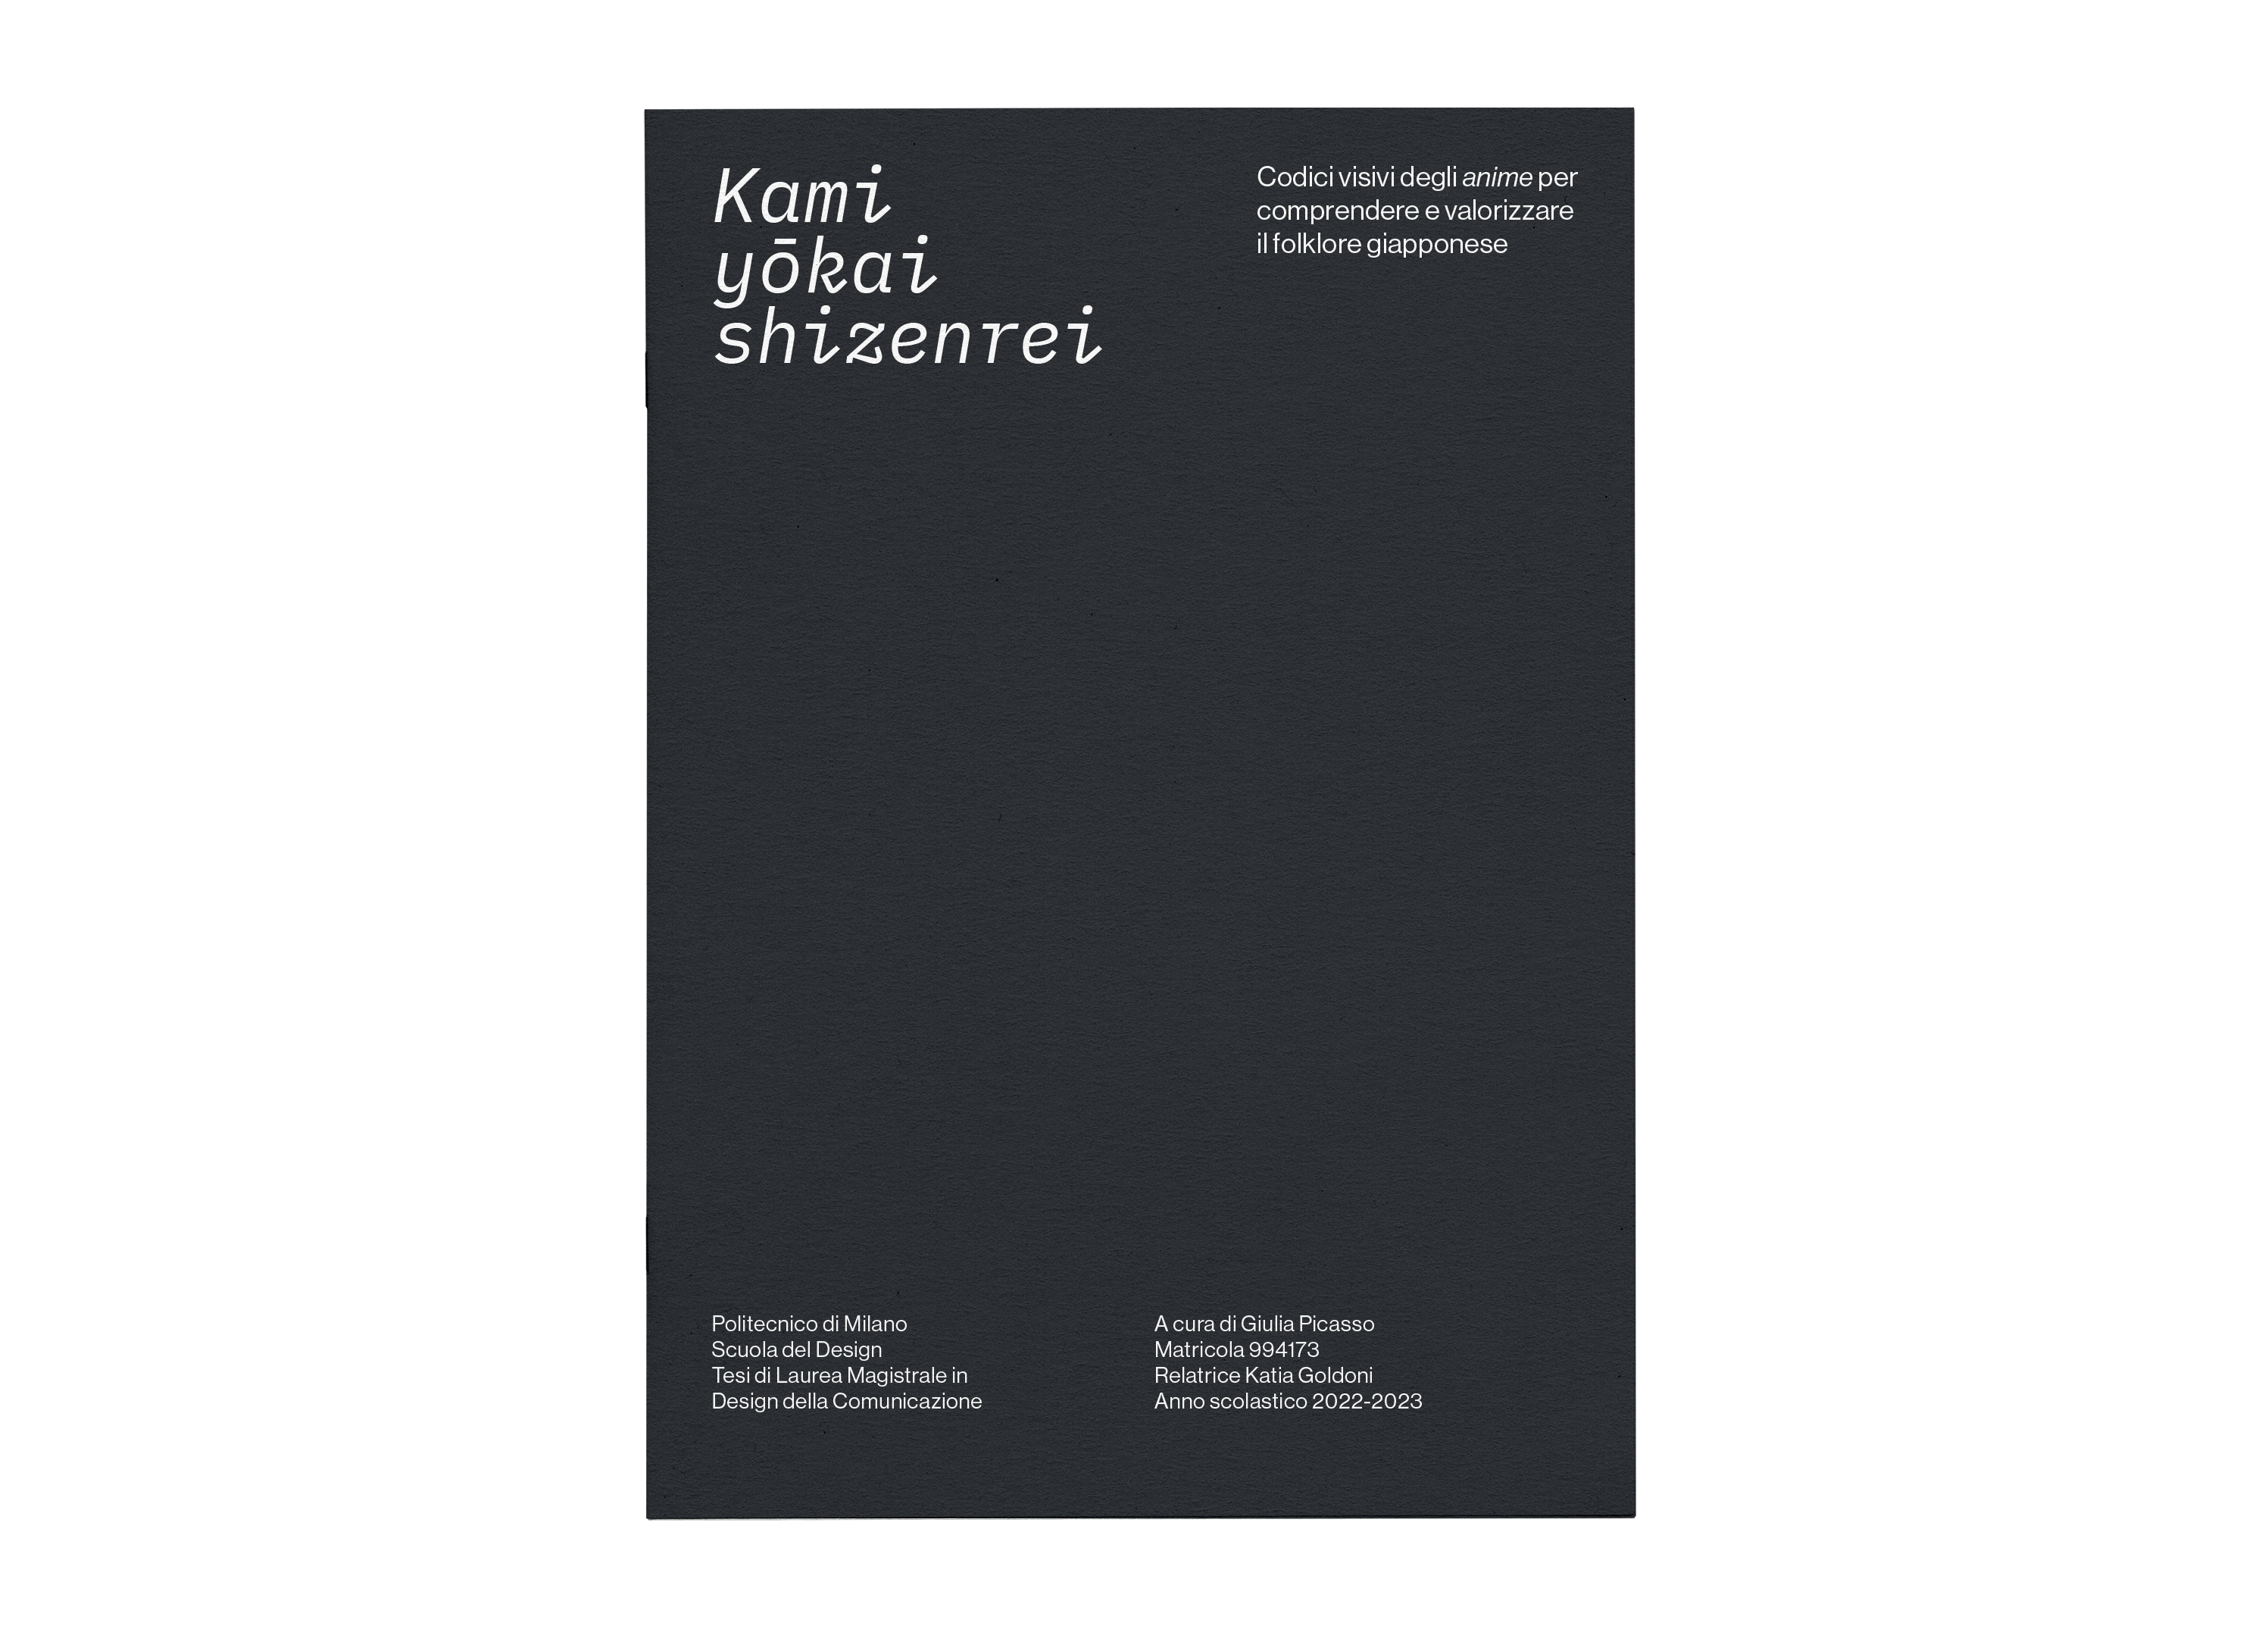 Kami
yōkai
shizenrei
Codici visivi degli anime per
comprendere e valorizzare
il folklore giapponese
Politecnico di Milano
Scuola del Design
Tesi di Laurea Magistrale in
Design della Comunicazione
A cura di Giulia Picasso
Matricola 994173
Relatrice Katia Goldoni
Anno scolastico 2022-2023